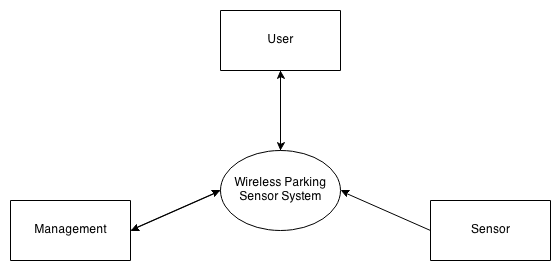 User
Wireless Parking
Sensor System
Management
Sensor